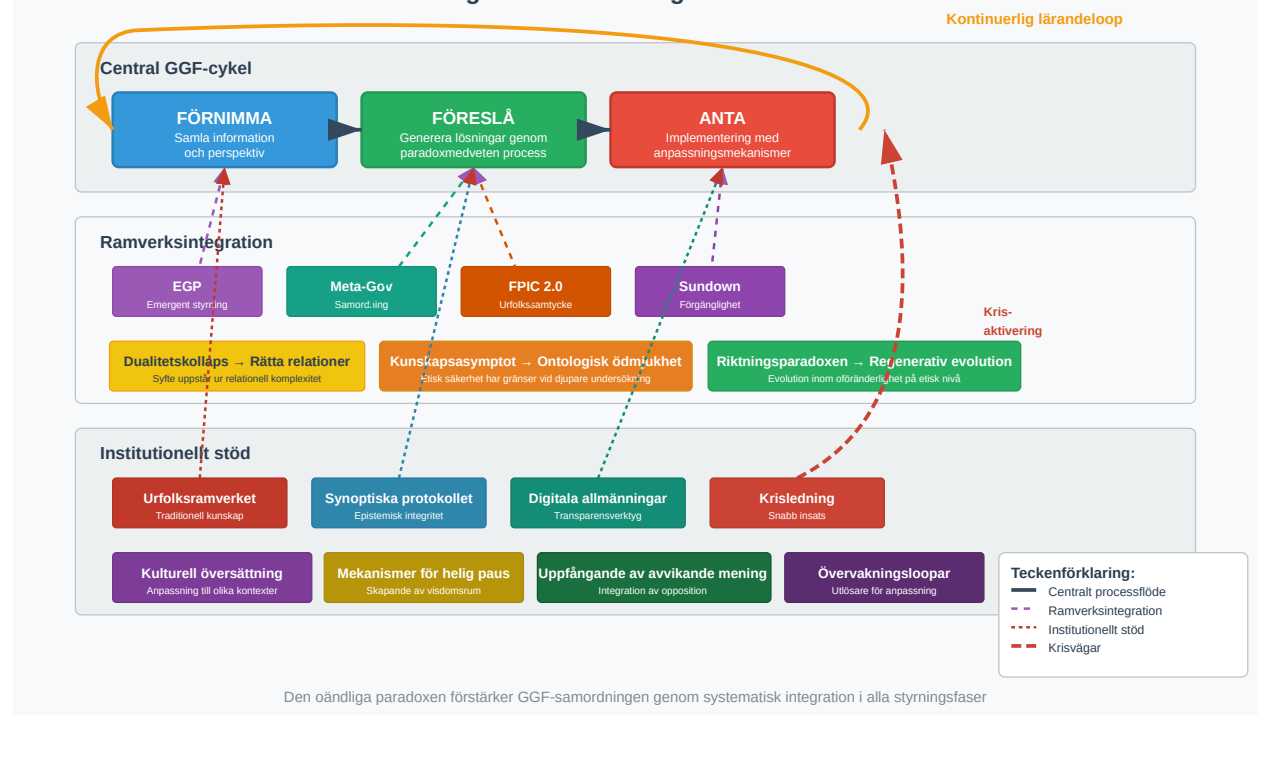 Kontinuerlig lärandeloop
Central GGF-cykel
FÖRNIMMA
Samla information
och perspektiv
FÖRESLÅ
Generera lösningar genom
paradoxmedveten process
ANTA
Implementering med
anpassningsmekanismer
Ramverksintegration
EGP
Emergent styrning
Meta-Gov
Samordning
FPIC 2.0
Urfolkssamtycke
Sundown
Förgänglighet
Kris-
aktivering
Dualitetskollaps → Rätta relationer
Syfte uppstår ur relationell komplexitet
Kunskapsasymptot → Ontologisk ödmjukhet
Etisk säkerhet har gränser vid djupare undersökning
Riktningsparadoxen → Regenerativ evolution
Evolution inom oföränderlighet på etisk nivå
Institutionellt stöd
Urfolksramverket
Traditionell kunskap
Synoptiska protokollet
Epistemisk integritet
Digitala allmänningar
Transparensverktyg
Krisledning
Snabb insats
Kulturell översättning
Anpassning till olika kontexter
Mekanismer för helig paus
Skapande av visdomsrum
Uppfångande av avvikande mening
Integration av opposition
Övervakningsloopar
Utlösare för anpassning
Teckenförklaring:
Centralt processflöde
Ramverksintegration
Institutionellt stöd
Krisvägar
Den oändliga paradoxen förstärker GGF-samordningen genom systematisk integration i alla styrningsfaser